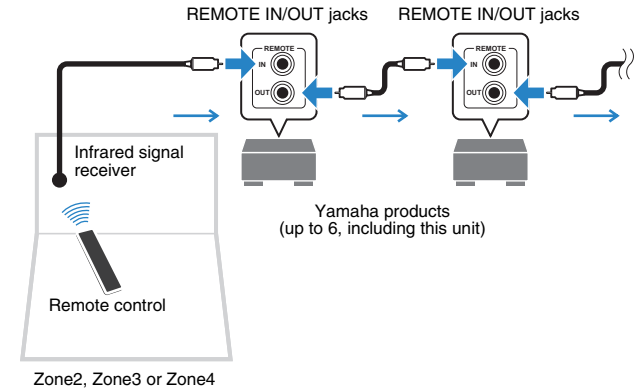 REMOTE IN/OUT jacks
REMOTE IN/OUT jacks
REMOTE
IN
OUT
REMOTE
IN
OUT
Infrared signal
receiver
Remote control
Yamaha products
(up to 6, including this unit)
Zone2, Zone3 or Zone4